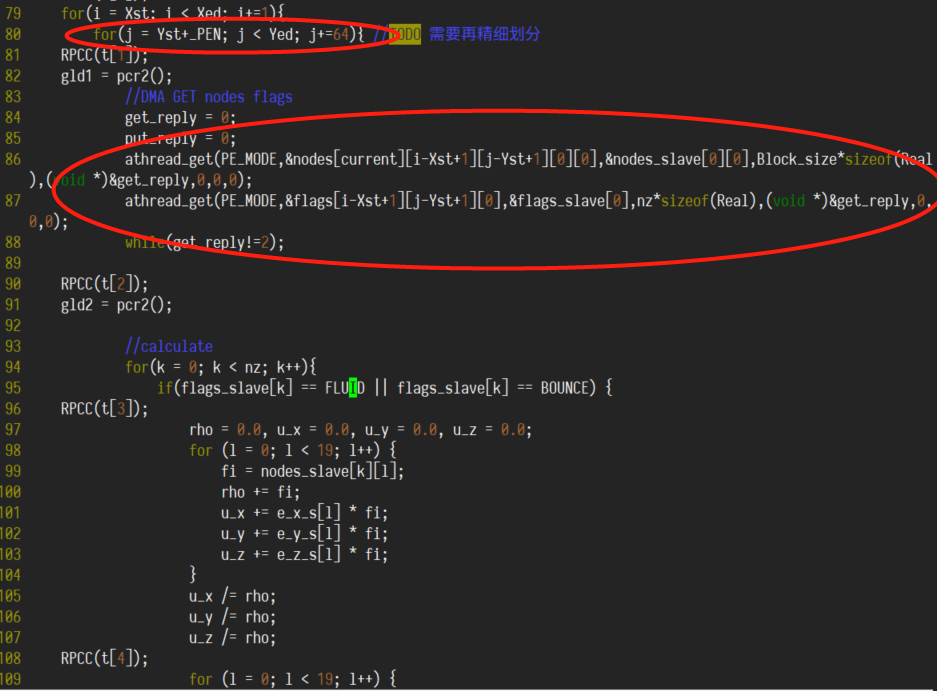 79 for(i = Xst; i < Xed; i+=1){
80 for(j = Yst+_PEN; j < Yed; j+=64){ //TODO 需要再精细划分
81 RPCC(t[1]);
82 gld1 = pcr2();
83 //DMA GET nodes flags
84 get_reply = 0;
85 put_reply = 0;
86 athread_get(PE_MODE,&nodes[current][i-Xst+1][j-Yst+1][0][0],&nodes_slave[0][0],Block_size*sizeof(Real
),(void *)&get_reply,0,0,0);
87 athread_get(PE_MODE,&flags[i-Xst+1][j-Yst+1][0],&flags_slave[0],nz*sizeof(Real),(void *)&get_reply,0,
0,0);
88 while(get_reply!=2);
89
90 RPCC(t[2]);
91 gld2 = pcr2();
92
93 //calculate
94 for(k = 0; k < nz; k++){
95 if(flags_slave[k] == FLUID || flags_slave[k] == BOUNCE) {
96 RPCC(t[3]);
97 rho = 0.0, u_x = 0.0, u_y = 0.0, u_z = 0.0;
98 for (l = 0; l < 19; l++) {
99 fi = nodes_slave[k][l];
100 rho += fi;
101 u_x += e_x_s[l] * fi;
102 u_y += e_y_s[l] * fi;
103 u_z += e_z_s[l] * fi;
104 }
105 u_x /= rho;
106 u_y /= rho;
107 u_z /= rho;
108 RPCC(t[4]);
109 for (l = 0; l < 19; l++) {